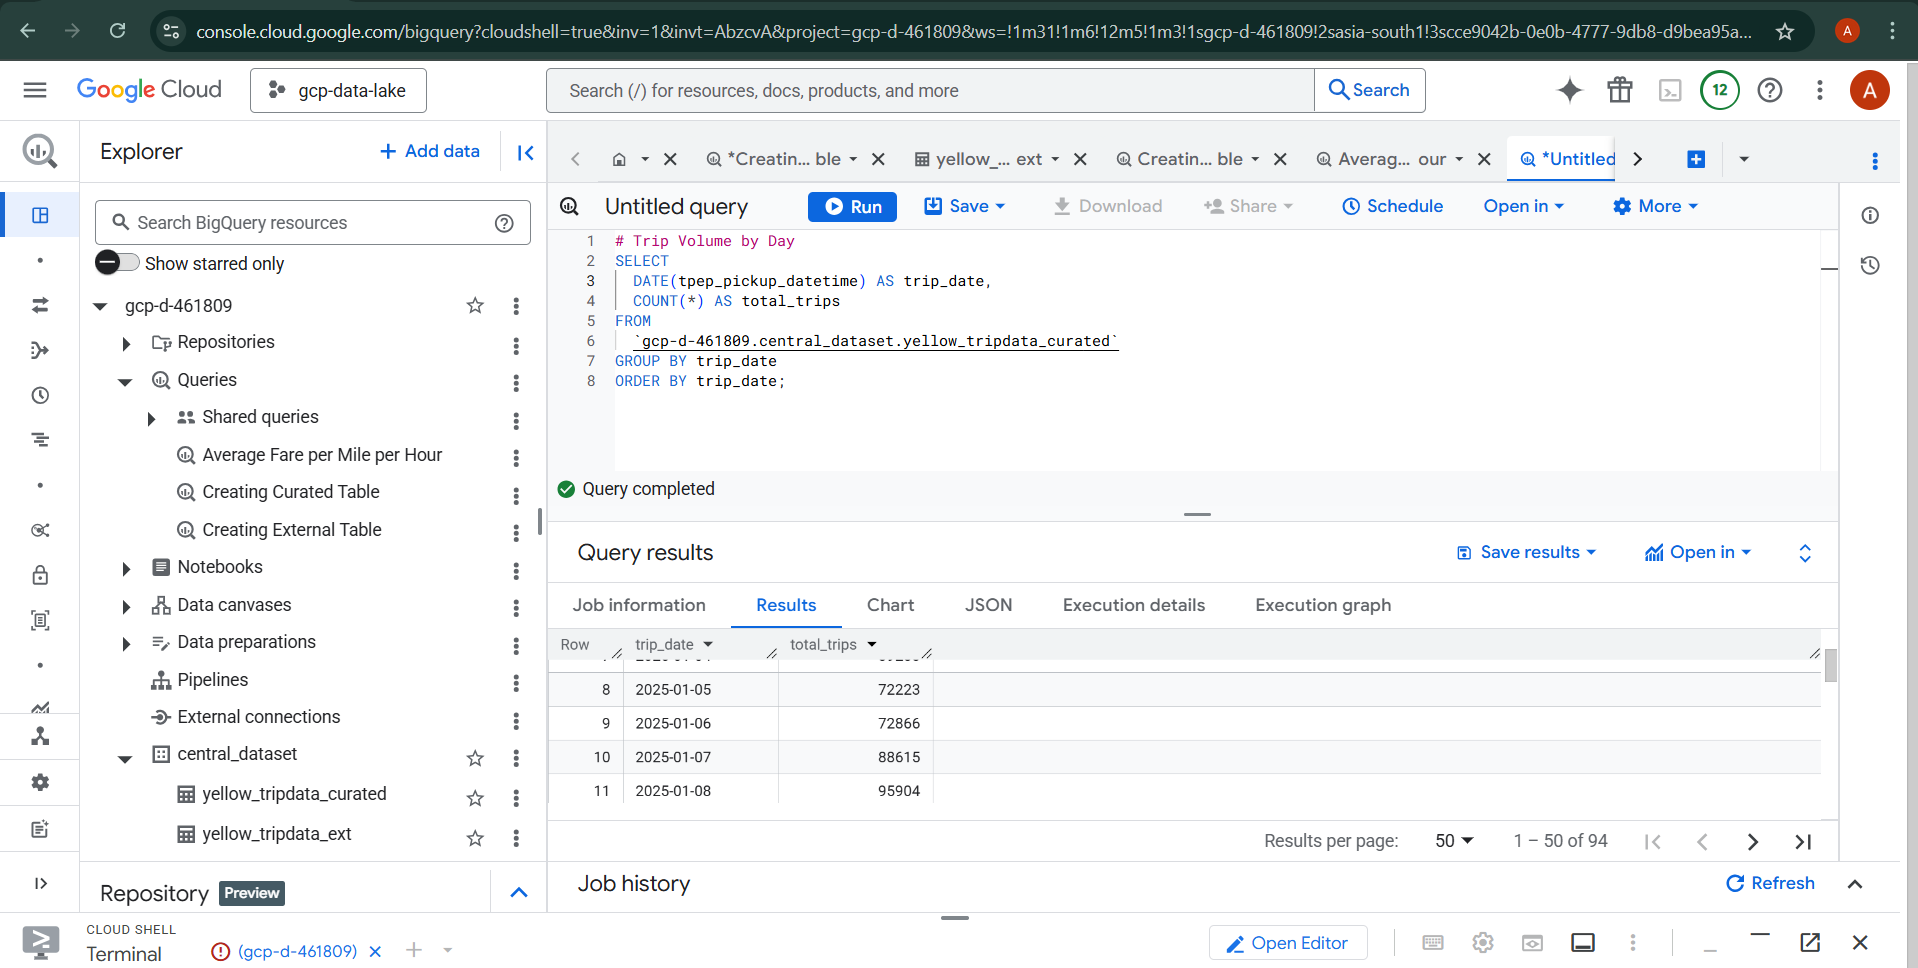 console.cloud.google.com/bigquery?cloudshell=true&inv=1&invt=AbzcvA&project=gcp-d-461809&ws=!1m31!1m6!12m5!1m3!1sgcp-d-461809!2sasia-south1!3scce9042b-0e0b-4777-9db8-d9bea95a...
A
Google Cloud
gcp-data-lake
Search (/) for resources, docs, products, and more
Search
12
A
Explorer
+ Add data
*Creatin... ble
yellow_... ext
Creatin... ble
Averag... our
*Untitled
Search BigQuery resources
Show starred only
gcp-d-461809
Repositories
Queries
Shared queries
Average Fare per Mile per Hour
Creating Curated Table
Creating External Table
Notebooks
Data canvases
Data preparations
Pipelines
External connections
central_dataset
yellow_tripdata_curated
yellow_tripdata_ext
Repository Preview
Untitled query
Run
Save
Download
Share
Schedule
Open in
More
1 # Trip Volume by Day
2 SELECT
3 DATE(tpep_pickup_datetime) AS trip_date,
4 COUNT(*) AS total_trips
5 FROM
6 `gcp-d-461809.central_dataset.yellow_tripdata_curated`
7 GROUP BY trip_date
8 ORDER BY trip_date;
Query completed
Query results
Save results
Open in
Job information
Results
Chart
JSON
Execution details
Execution graph
Row trip_date total_trips
8 2025-01-05 72223
9 2025-01-06 72866
10 2025-01-07 88615
11 2025-01-08 95904
Results per page: 50 1 – 50 of 94
Job history
Refresh
CLOUD SHELL
Terminal
(gcp-d-461809)
Open Editor